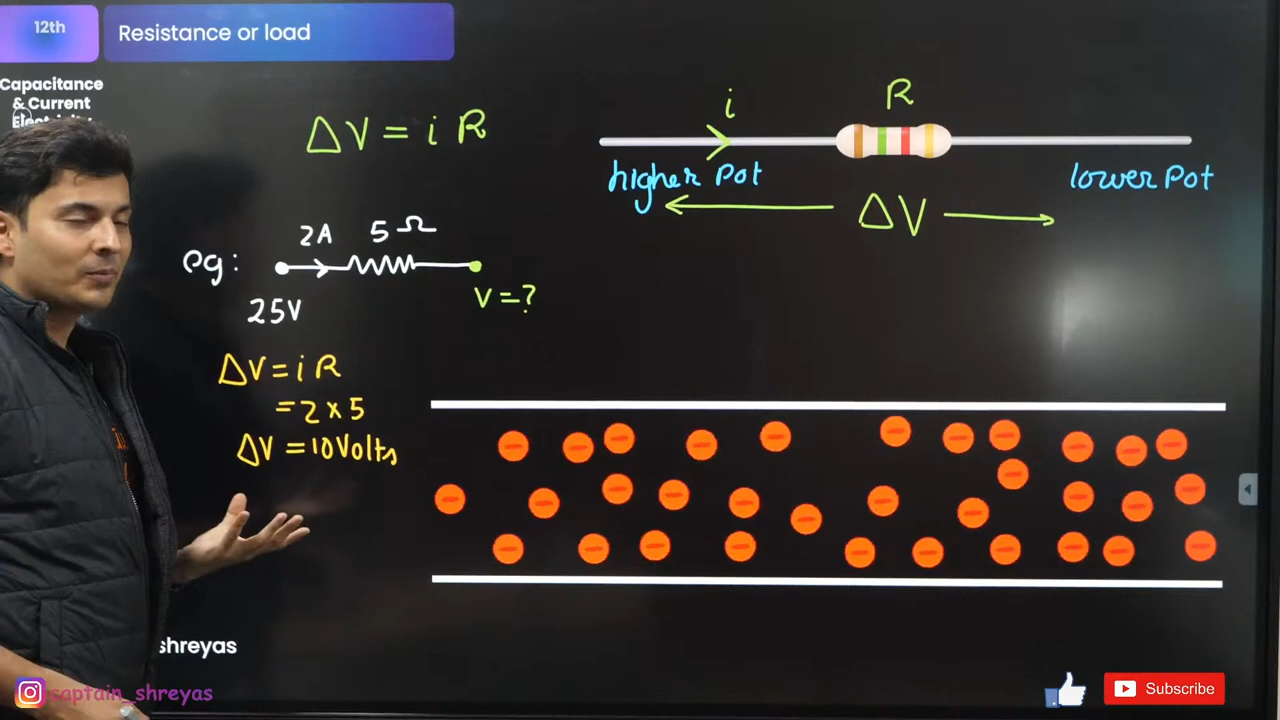 12th
Resistance or load
Capacitance
& Current
Electricity
ΔV = i R
i
R
higher Pot
lower Pot
ΔV
eg:
2A
5 Ω
25V
V = ?
ΔV = i R
= 2 × 5
ΔV = 10 Volts
shreyas
captain_shreyas
Subscribe